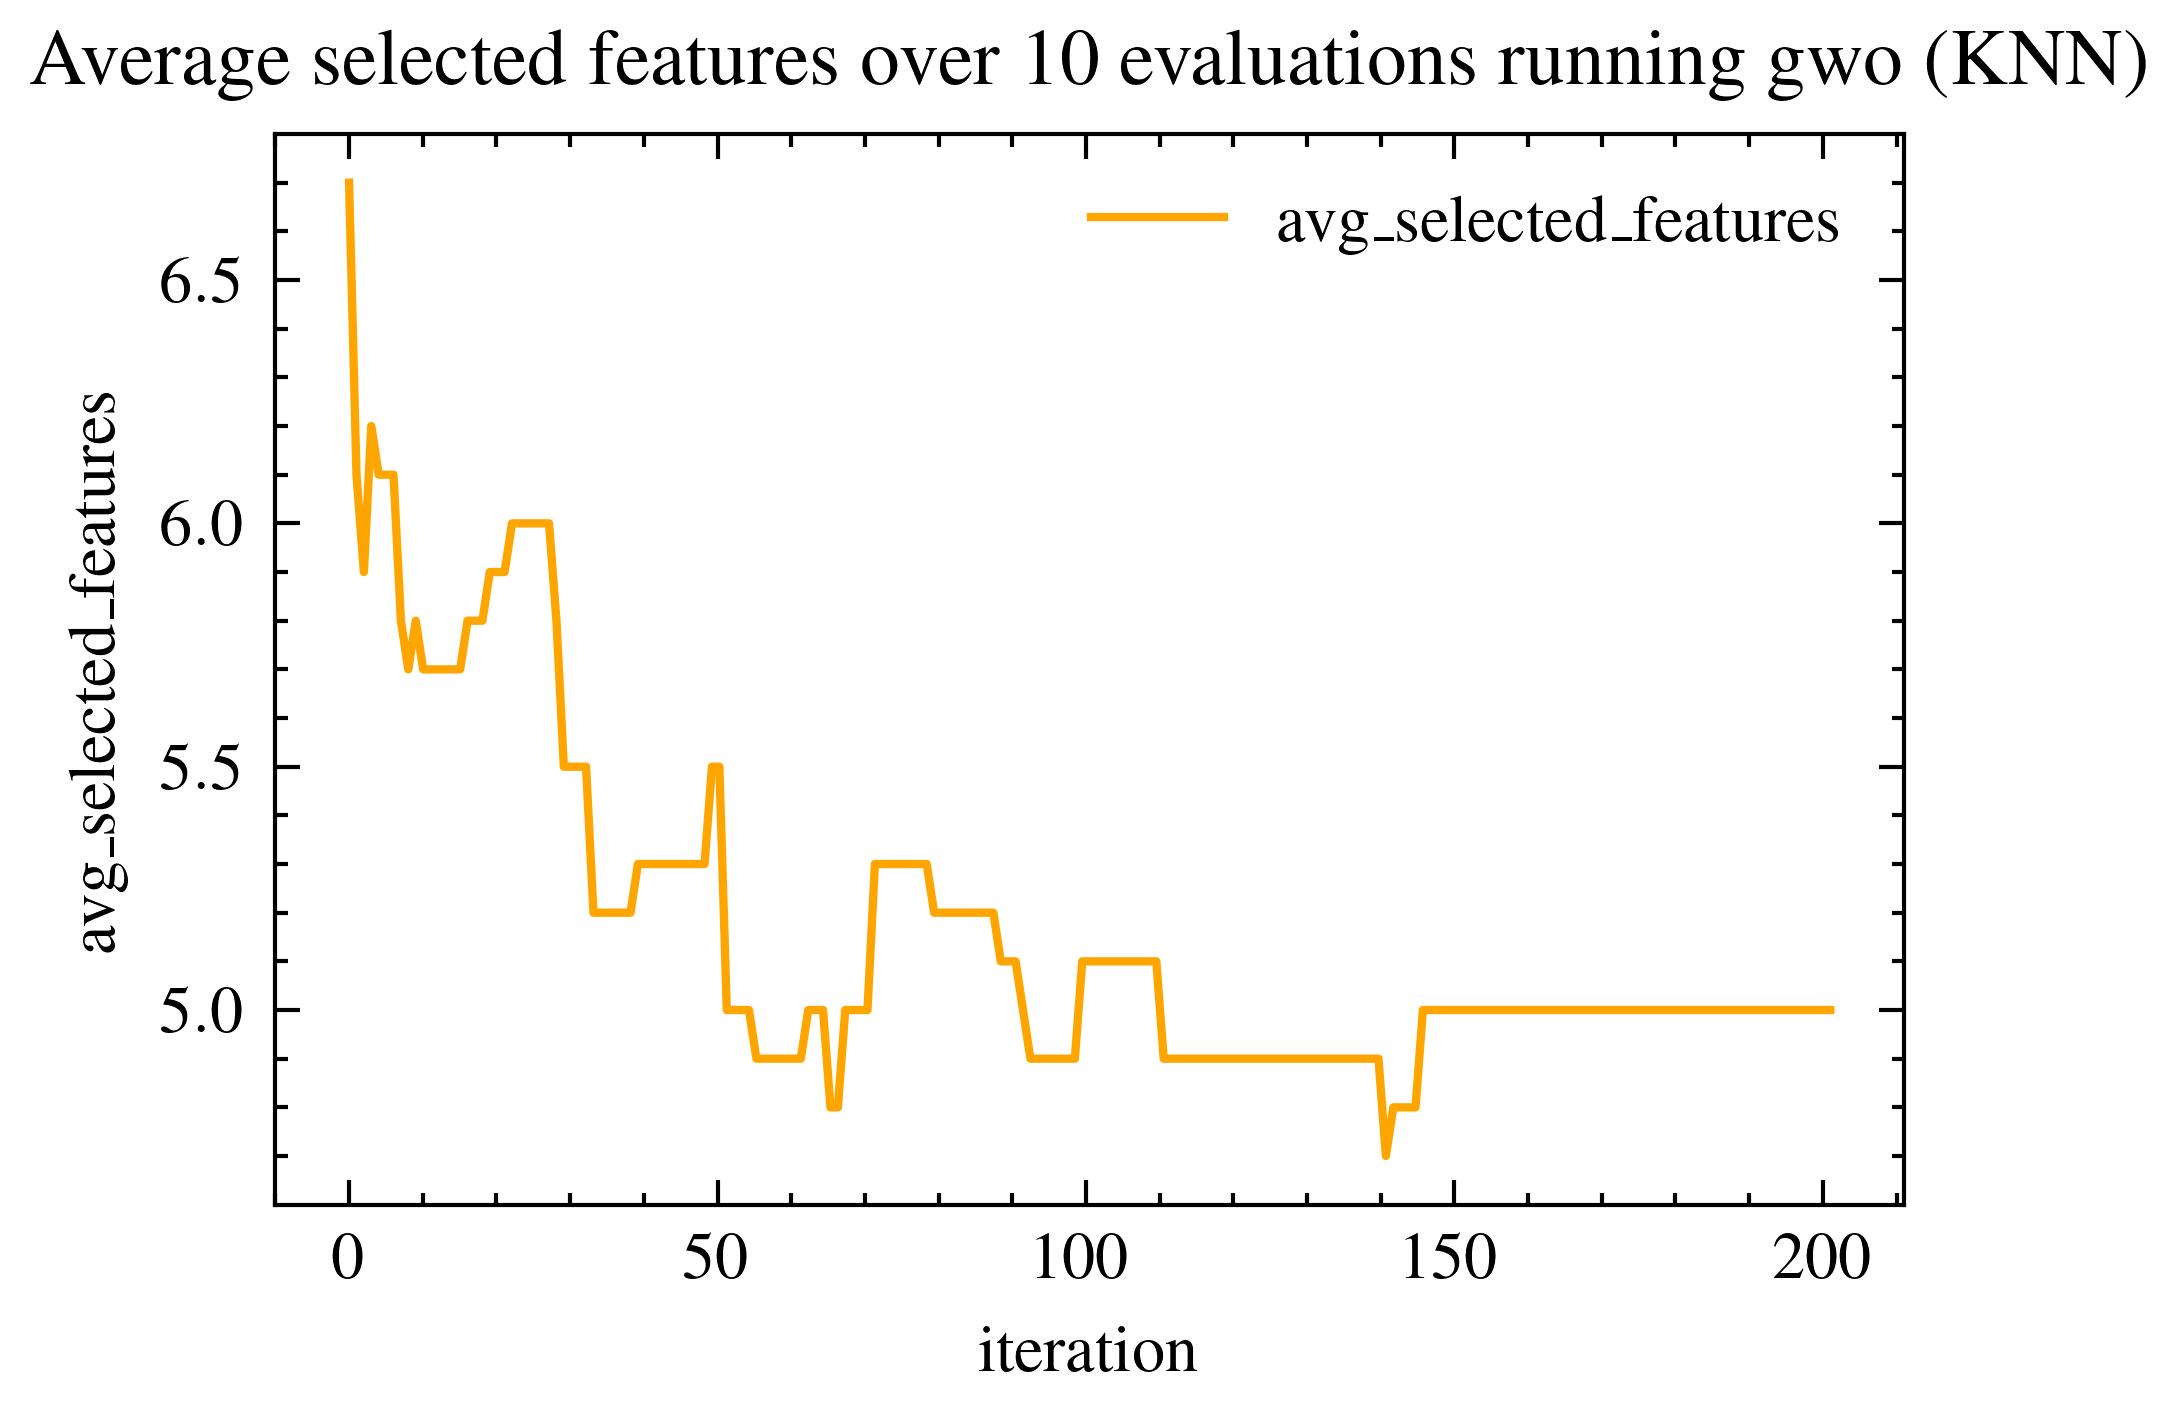 Average selected features over 10 evaluations running gwo (KNN)
avg_selected_features
avg_selected_features
6.5
6.0
5.5
5.0
0 50 100 150 200
iteration